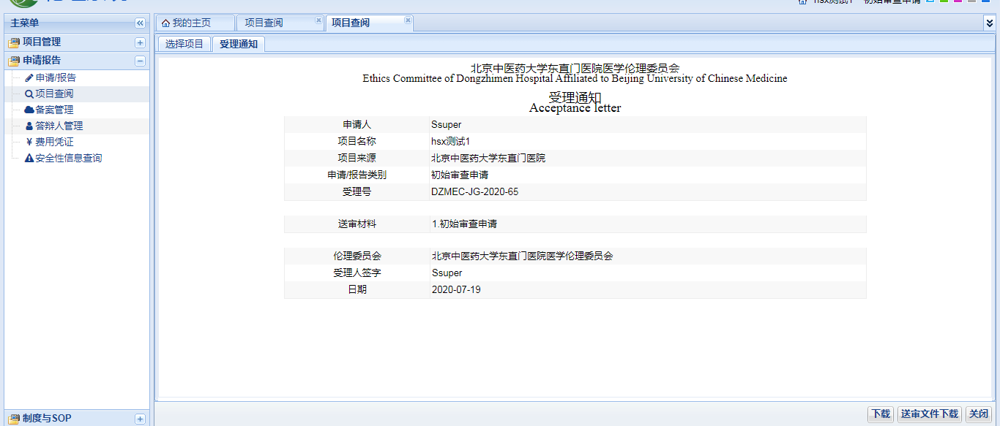 hsx测试1 初始审查申请
主菜单
项目管理
申请报告
申请/报告
项目查阅
备案管理
答辩人管理
费用凭证
安全性信息查询
制度与SOP
我的主页 项目查阅 项目查阅
选择项目 受理通知
北京中医药大学东直门医院医学伦理委员会
Ethics Committee of Dongzhimen Hospital Affiliated to Beijing University of Chinese Medicine
受理通知
Acceptance letter
申请人 Ssuper
项目名称 hsx测试1
项目来源 北京中医药大学东直门医院
申请/报告类别 初始审查申请
受理号 DZMEC-JG-2020-65
送审材料 1.初始审查申请
伦理委员会 北京中医药大学东直门医院医学伦理委员会
受理人签字 Ssuper
日期 2020-07-19
下载 送审文件下载 关闭